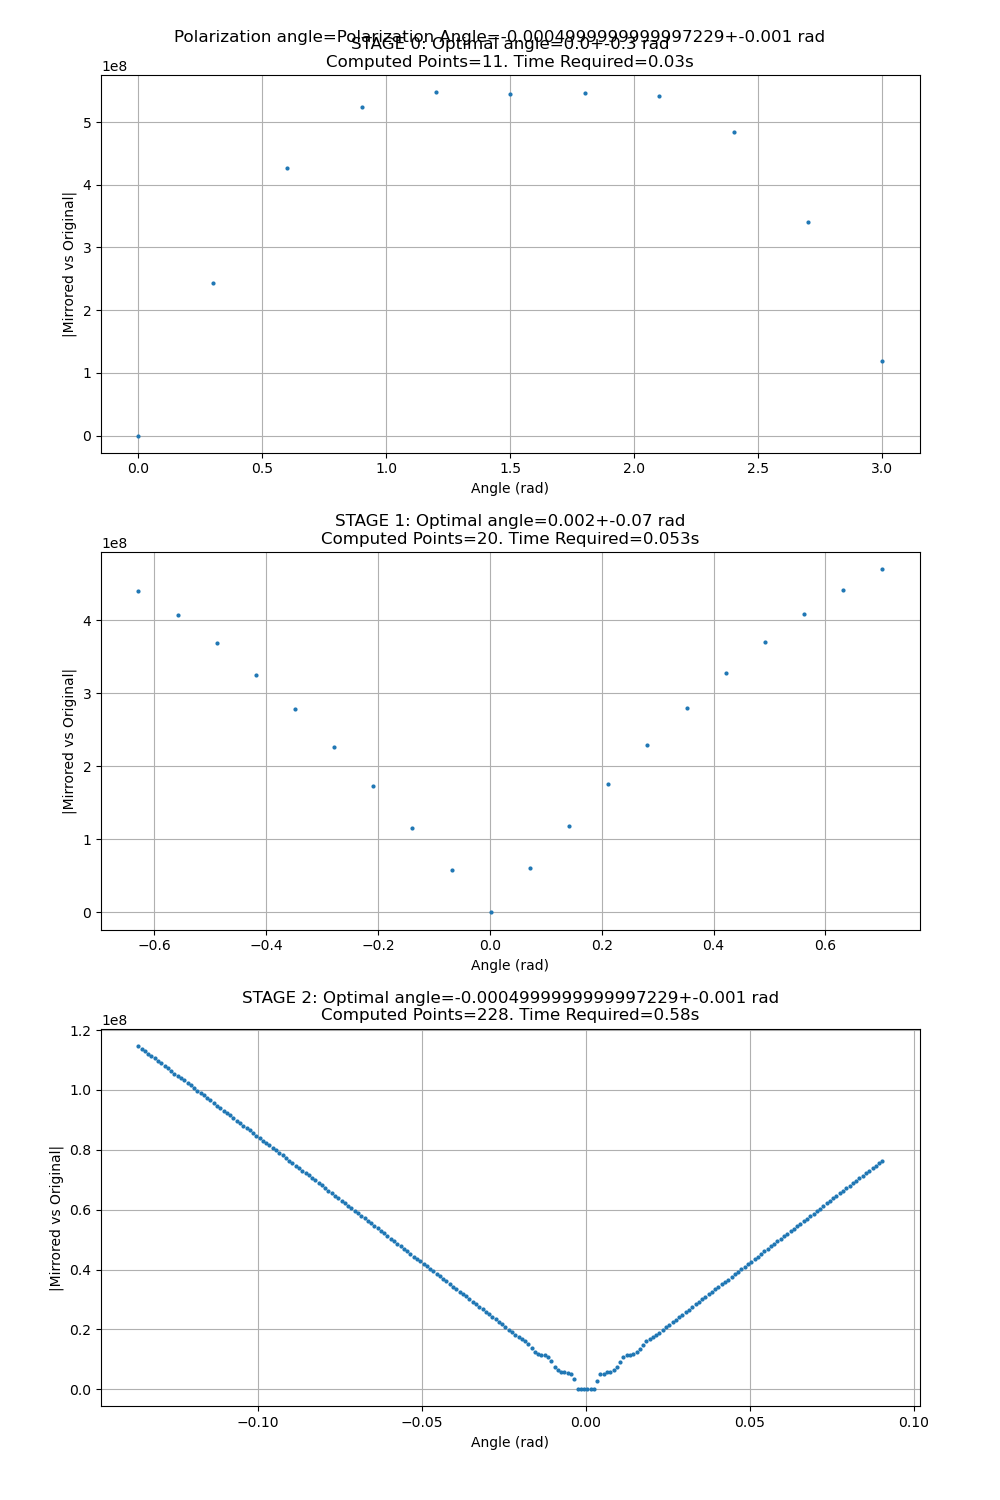 Polarization angle=Polarization Angle=-0.0004999999999997229+-0.001 rad
STAGE 0: Optimal angle=0.0+-0.3 rad
Computed Points=11. Time Required=0.03s
1e8
5
4
3
2
1
0
|Mirrored vs Original|
0.0 0.5 1.0 1.5 2.0 2.5 3.0
Angle (rad)
STAGE 1: Optimal angle=0.002+-0.07 rad
Computed Points=20. Time Required=0.053s
1e8
4
3
2
1
0
|Mirrored vs Original|
−0.6 −0.4 −0.2 0.0 0.2 0.4 0.6
Angle (rad)
STAGE 2: Optimal angle=-0.0004999999999997229+-0.001 rad
Computed Points=228. Time Required=0.58s
1e8
1.2
1.0
0.8
0.6
0.4
0.2
0.0
|Mirrored vs Original|
−0.10 −0.05 0.00 0.05 0.10
Angle (rad)